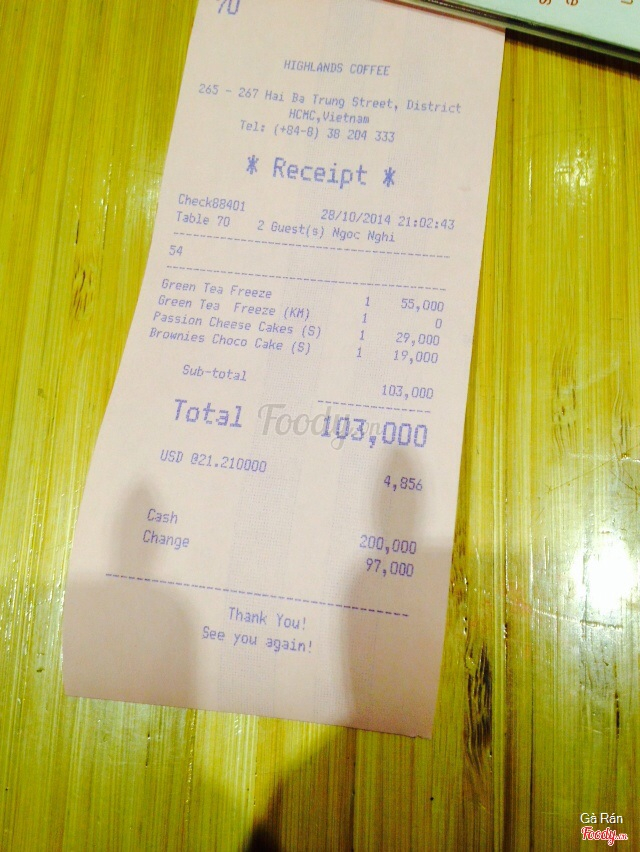 70
HIGHLANDS COFFEE
265 - 267 Hai Ba Trung Street, District
HCMC,Vietnam
Tel: (+84-8) 38 204 333
* Receipt *
Check68401 28/10/2014 21:02:43
Table 70 2 Guest(s) Ngoc Nghi
54
Green Tea Freeze 1 55,000
Green Tea Freeze (KM) 1 0
Passion Cheese Cakes (S) 1 29,000
Brownies Choco Cake (S) 1 19,000
Sub-total 103,000
Total 103,000
Foody.vn
USD @21.210000 4,856
Cash 200,000
Change 97,000
Thank You!
See you again!
Gà Rán
Foody.vn